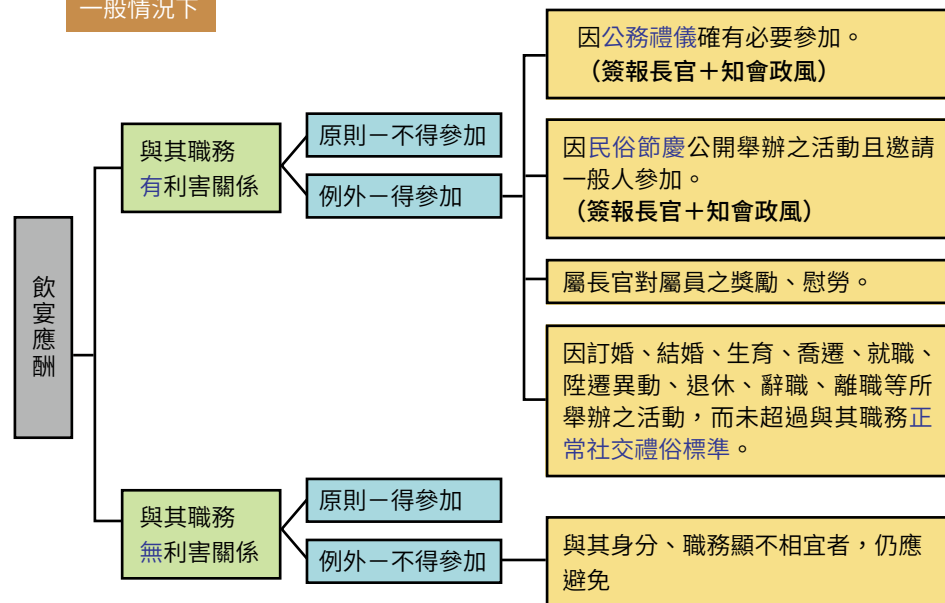 一般情況下
飲宴應酬
與其職務
有利害關係
原則－不得參加
例外－得參加
因公務禮儀確有必要參加。
（簽報長官＋知會政風）
因民俗節慶公開舉辦之活動且邀請
一般人參加。
（簽報長官＋知會政風）
屬長官對屬員之獎勵、慰勞。
因訂婚、結婚、生育、喬遷、就職、
陞遷異動、退休、辭職、離職等所
舉辦之活動，而未超過與其職務正
常社交禮俗標準。
與其職務
無利害關係
原則－得參加
例外－不得參加
與其身分、職務顯不相宜者，仍應
避免